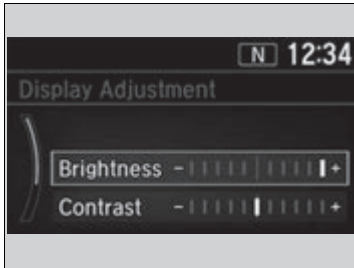 N 12:34
Display Adjustment
Brightness - +
Contrast - +